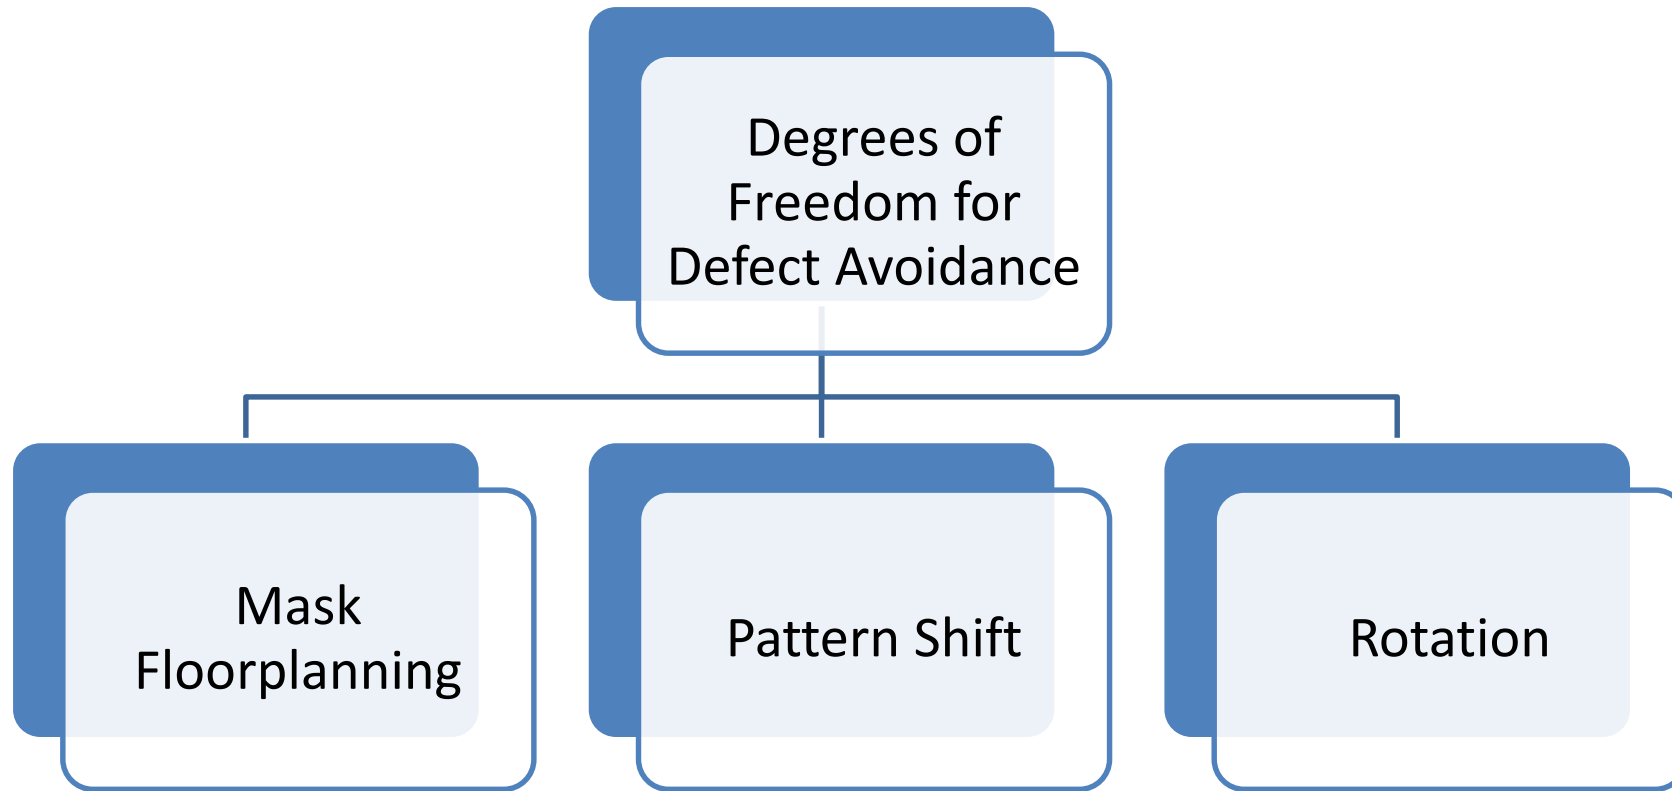 Degrees of
Freedom for
Defect Avoidance
Mask
Floorplanning
Pattern Shift
Rotation